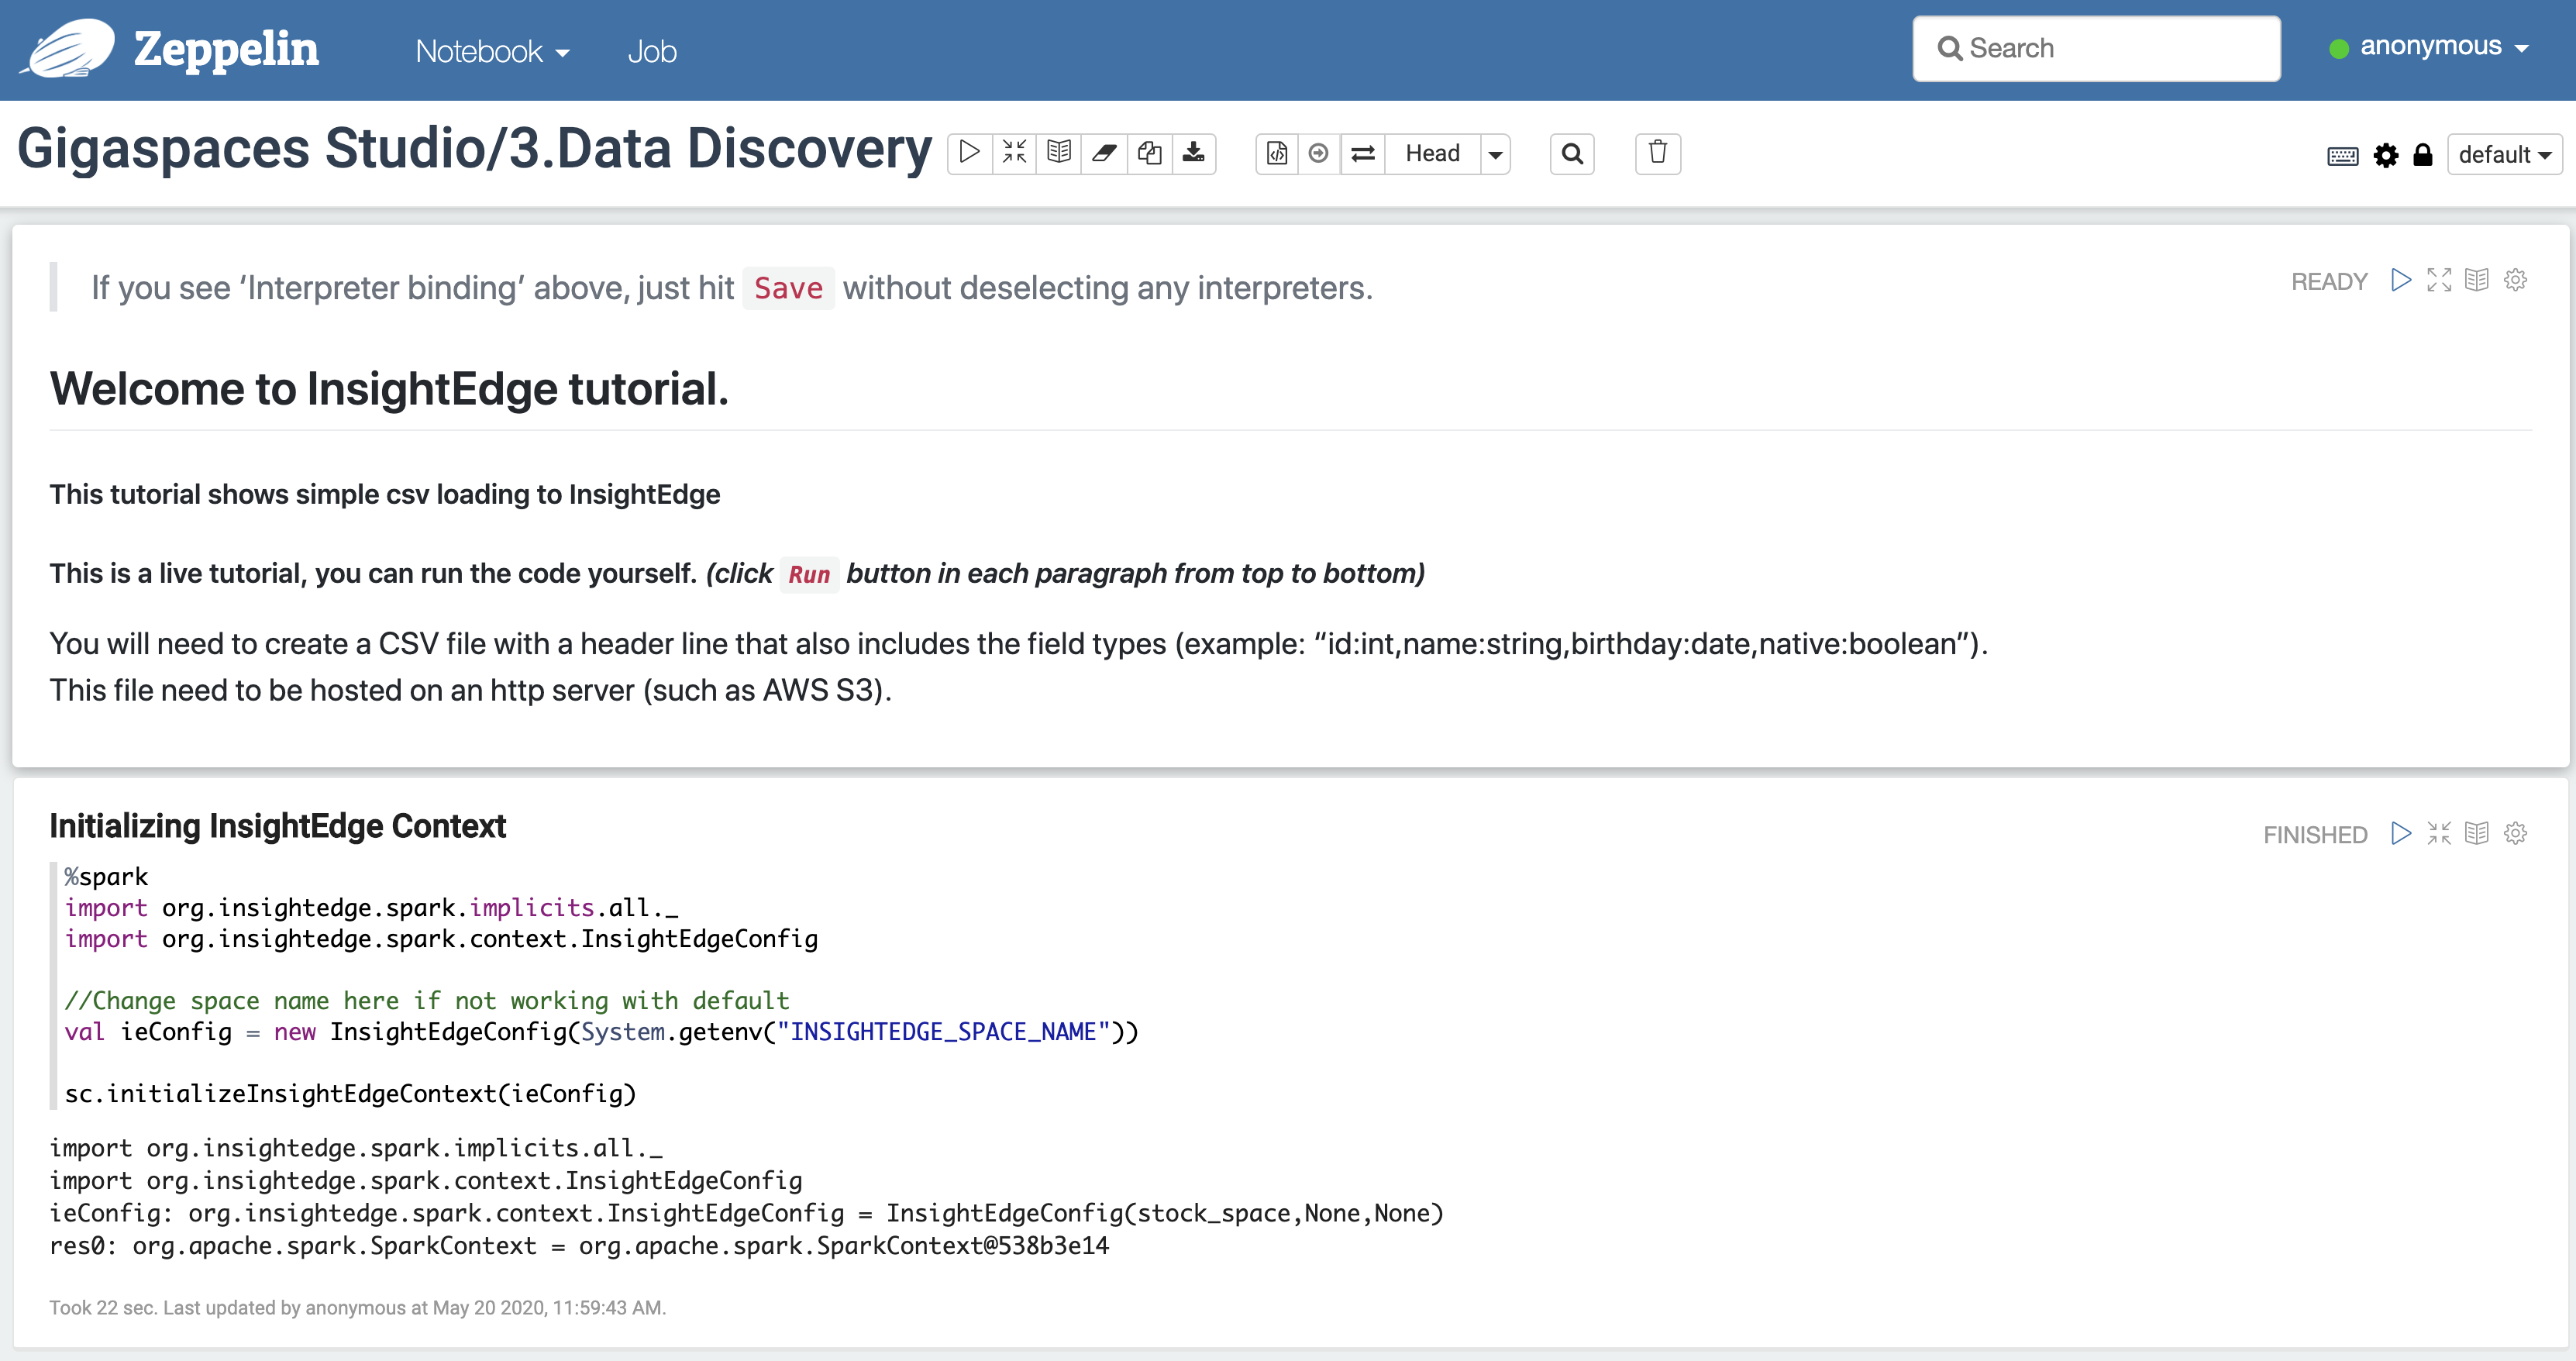 Zeppelin Notebook Job Search anonymous
Gigaspaces Studio/3.Data Discovery Head default
If you see ‘Interpreter binding’ above, just hit Save without deselecting any interpreters. READY
Welcome to InsightEdge tutorial.
This tutorial shows simple csv loading to InsightEdge
This is a live tutorial, you can run the code yourself. (click Run button in each paragraph from top to bottom)
You will need to create a CSV file with a header line that also includes the field types (example: “id:int,name:string,birthday:date,native:boolean”).
This file need to be hosted on an http server (such as AWS S3).
Initializing InsightEdge Context FINISHED
%spark
import org.insightedge.spark.implicits.all._
import org.insightedge.spark.context.InsightEdgeConfig
//Change space name here if not working with default
val ieConfig = new InsightEdgeConfig(System.getenv("INSIGHTEDGE_SPACE_NAME"))
sc.initializeInsightEdgeContext(ieConfig)
import org.insightedge.spark.implicits.all._
import org.insightedge.spark.context.InsightEdgeConfig
ieConfig: org.insightedge.spark.context.InsightEdgeConfig = InsightEdgeConfig(stock_space,None,None)
res0: org.apache.spark.SparkContext = org.apache.spark.SparkContext@538b3e14
Took 22 sec. Last updated by anonymous at May 20 2020, 11:59:43 AM.